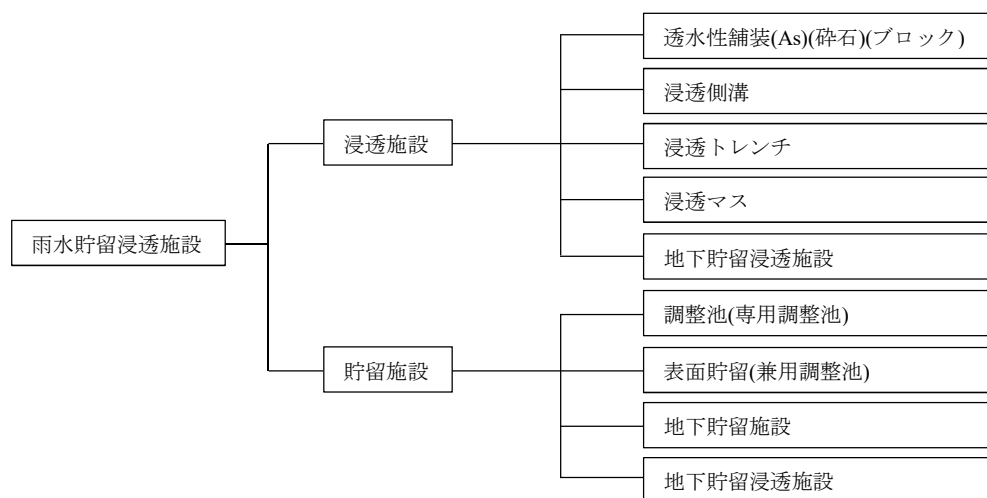 雨水貯留浸透施設
浸透施設
透水性舗装(As)(砕石)(ブロック)
浸透側溝
浸透トレンチ
浸透マス
地下貯留浸透施設
貯留施設
調整池(専用調整池)
表面貯留(兼用調整池)
地下貯留施設
地下貯留浸透施設